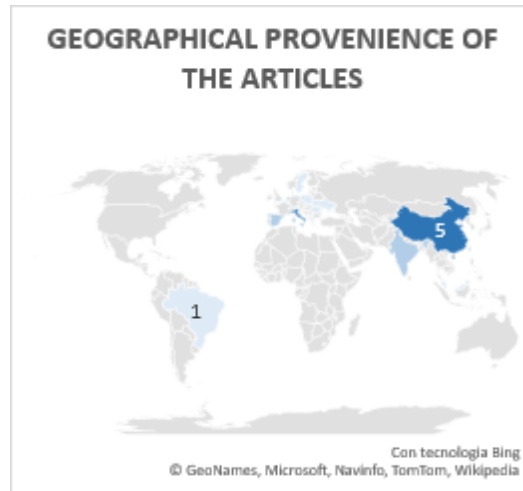 GEOGRAPHICAL PROVENIENCE OF
THE ARTICLES
5
1
Con tecnologia Bing
© GeoNames, Microsoft, Navinfo, TomTom, Wikipedia